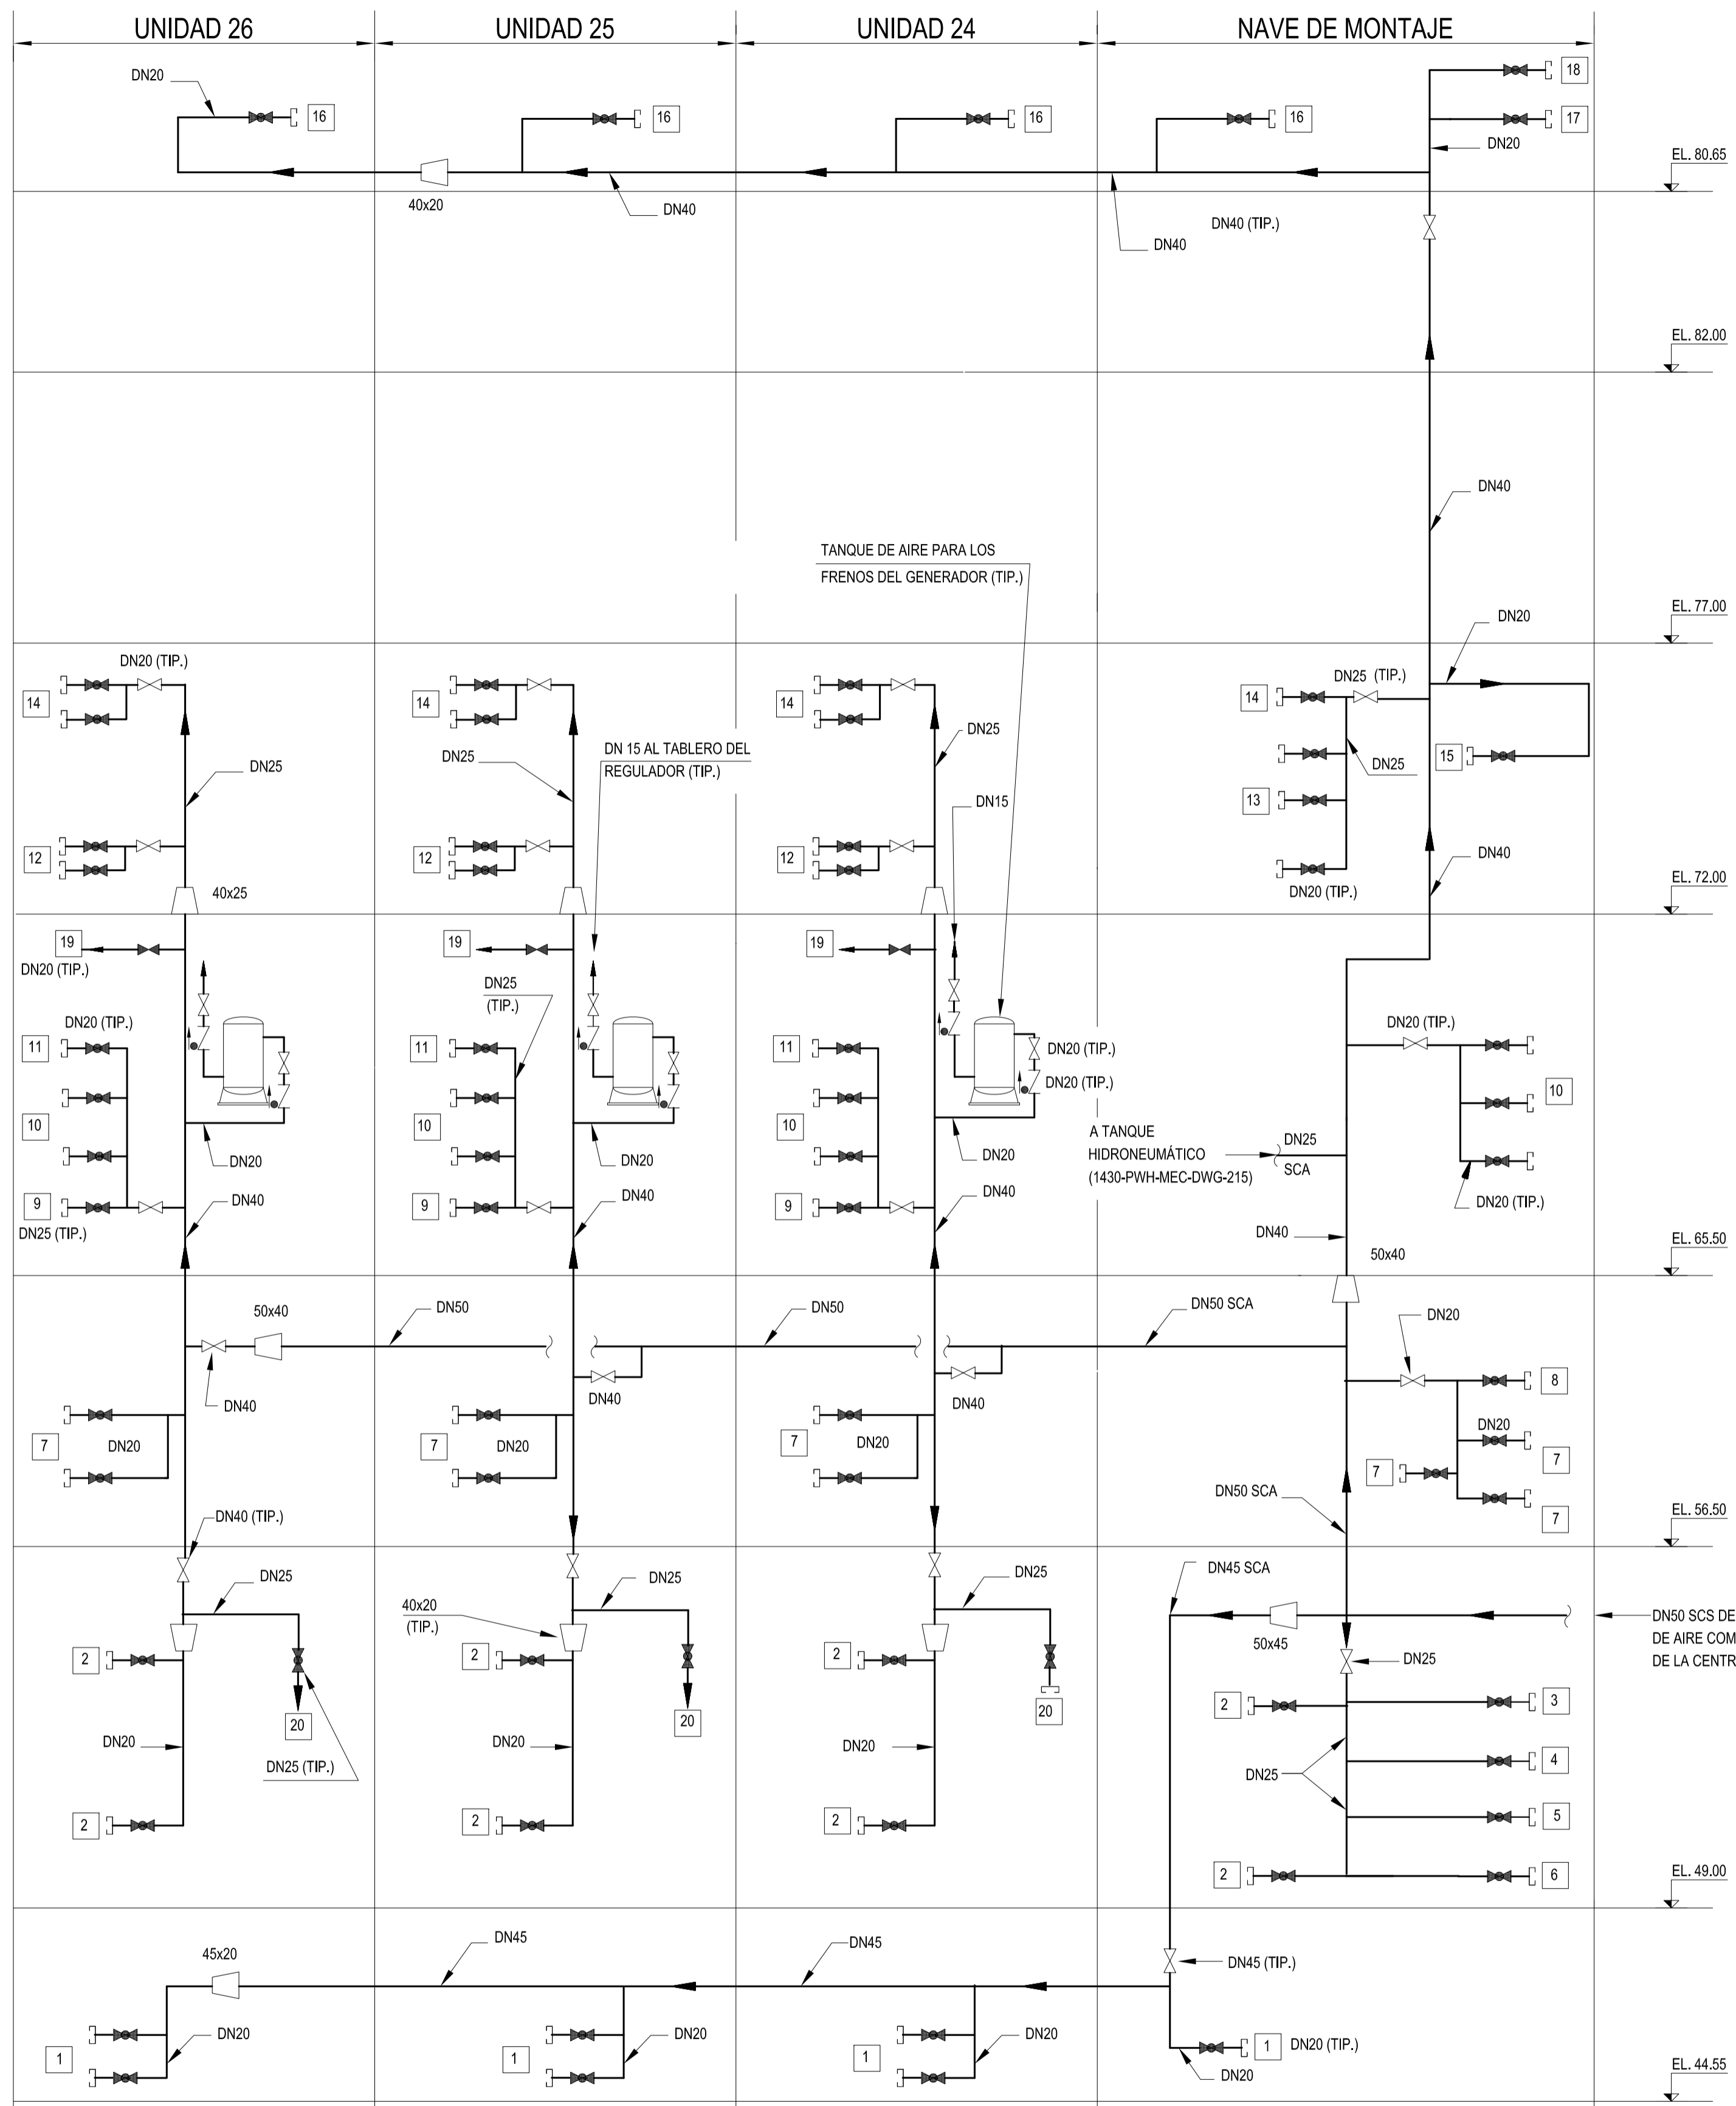 UNIDAD 26
UNIDAD 25
UNIDAD 24
NAVE DE MONTAJE
DN20
16
16
16
16
18
17
DN20
EL. 80.65
40x20
DN40
DN40
DN40 (TIP.)
EL. 82.00
DN40
TANQUE DE AIRE PARA LOS
FRENOS DEL GENERADOR (TIP.)
EL. 77.00
DN20
DN20 (TIP.)
14
14
14
DN25 (TIP.)
14
DN25
15
13
DN20 (TIP.)
DN25
DN25
DN 15 AL TABLERO DEL
REGULADOR (TIP.)
DN25
DN15
DN40
12
12
12
40x25
EL. 72.00
19
DN20 (TIP.)
19
19
DN25
(TIP.)
DN20 (TIP.)
11
11
11
DN20 (TIP.)
DN20 (TIP.)
DN20 (TIP.)
10
10
10
10
DN20
DN20
DN20
A TANQUE
HIDRONEUMÁTICO
(1430-PWH-MEC-DWG-215)
DN25
SCA
DN20 (TIP.)
9
DN25 (TIP.)
DN40
9
DN40
9
DN40
DN40
50x40
EL. 65.50
50x40
DN50
DN50
DN50 SCA
DN20
DN40
DN40
DN40
8
7
DN20
7
DN20
7
DN20
DN20
7
7
7
DN50 SCA
EL. 56.50
DN40 (TIP.)
DN25
DN25
DN25
DN45 SCA
40x20
(TIP.)
50x45
DN50 SCS DE
DE AIRE COM
DE LA CENTR
DN25
2
2
2
2
3
20
20
20
DN20
DN25 (TIP.)
DN20
DN20
4
DN25
5
2
2
2
2
6
EL. 49.00
45x20
DN45
DN45
DN45 (TIP.)
DN20
1
DN20
1
DN20
1
1
DN20 (TIP.)
DN20
EL. 44.55